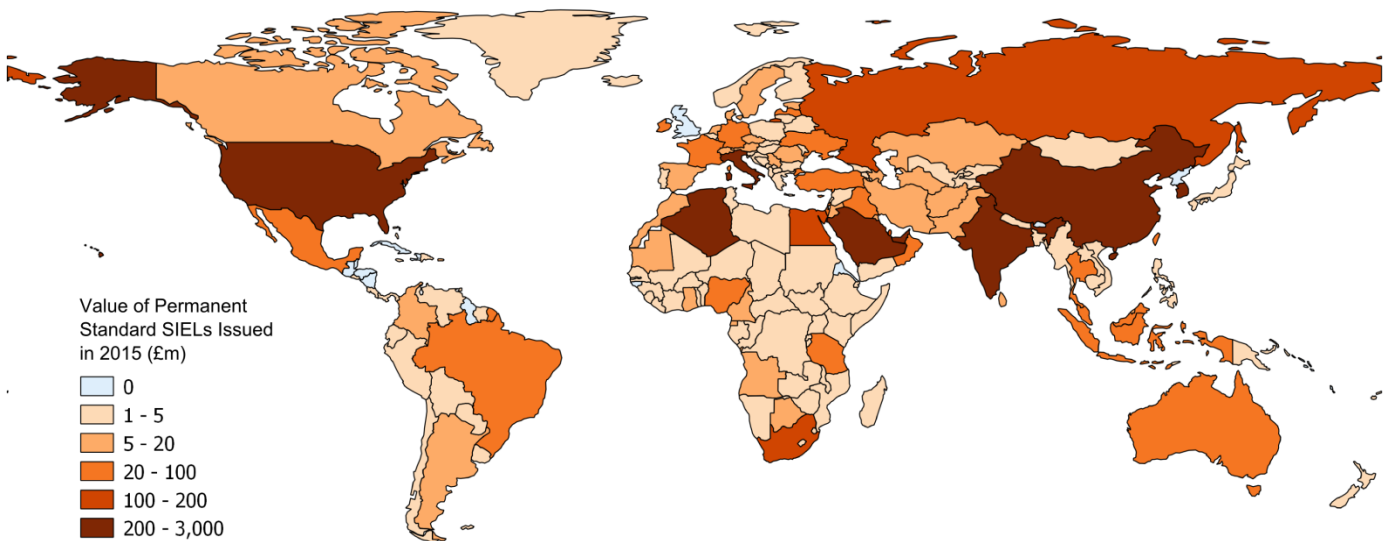 Value of Permanent
Standard SIELs Issued
in 2015 (£m)
0
1 - 5
5 - 20
20 - 100
100 - 200
200 - 3,000